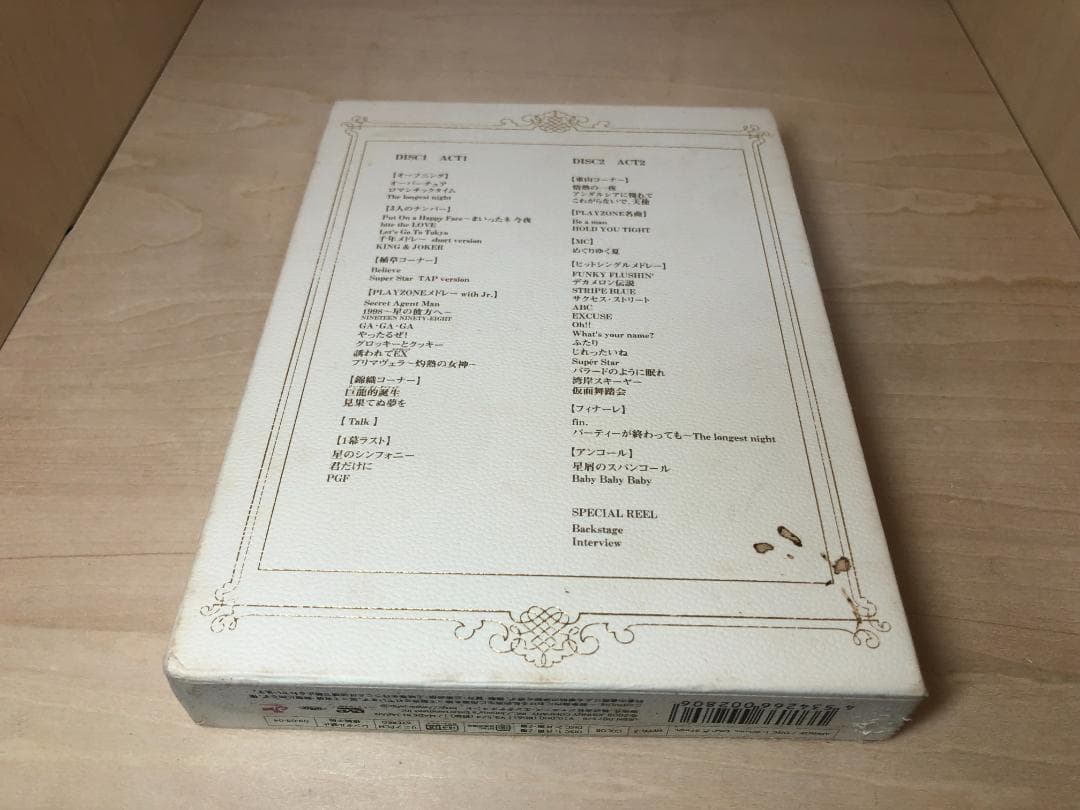 DISC1 ACT1
【オープニング】
オーバーチュア
ロマンチックタイム
The longest night
【3人のナンバー】
Put On a Happy Face～まいったネ 今夜
bite the LOVE
Let's Go To Tokyo
千年メドレー short version
KING & JOKER
【植草コーナー】
Believe
Super Star TAP version
【PLAYZONEメドレー with Jr.】
Secret Agent Man
1998～星の彼方へ～
NINETEEN NINETY-EIGHT
GA・GA・GA
やったるぜ!
グロッキーとクッキー
誘われてEX
プリマヴェラ～灼熱の女神～
【錦織コーナー】
巨龍的誕生
見果てぬ夢を
【Talk】
【1幕ラスト】
星のシンフォニー
君だけに
PGF
DISC2 ACT2
【東山コーナー】
情熱の一夜
アンダルシアに憧れて
こわがらないで、天使
【PLAYZONE名曲】
Be a man
HOLD YOU TIGHT
【MC】
めぐりゆく夏
【ヒットシングルメドレー】
FUNKY FLUSHIN'
デカメロン伝説
STRIPE BLUE
サクセス・ストリート
ABC
EXCUSE
Oh!!
What's your name?
ふたり
じれったいね
Super Star
バラードのように眠れ
湾岸スキーヤー
仮面舞踏会
【フィナーレ】
fin.
パーティーが終わっても～The longest night
【アンコール】
星屑のスパンコール
Baby Baby Baby
SPECIAL REEL
Backstage
Interview
4534266002806